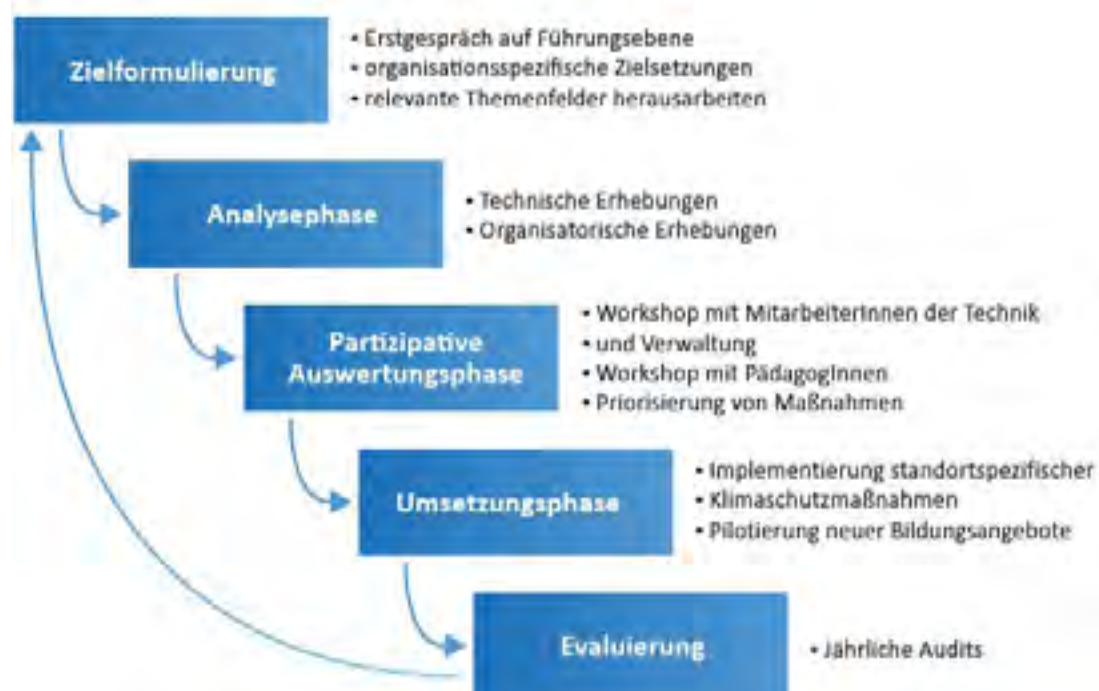 Zielformulierung
• Erstgespräch auf Führungsebene
• organisationsspezifische Zielsetzungen
• relevante Themenfelder herausarbeiten
Analysephase
• Technische Erhebungen
• Organisatorische Erhebungen
Partizipative
Auswertungsphase
• Workshop mit MitarbeiterInnen der Technik
• und Verwaltung
• Workshop mit PädagogInnen
• Priorisierung von Maßnahmen
Umsetzungsphase
• Implementierung standortspezifischer
• Klimaschutzmaßnahmen
• Pilotierung neuer Bildungsangebote
Evaluierung
• Jährliche Audits